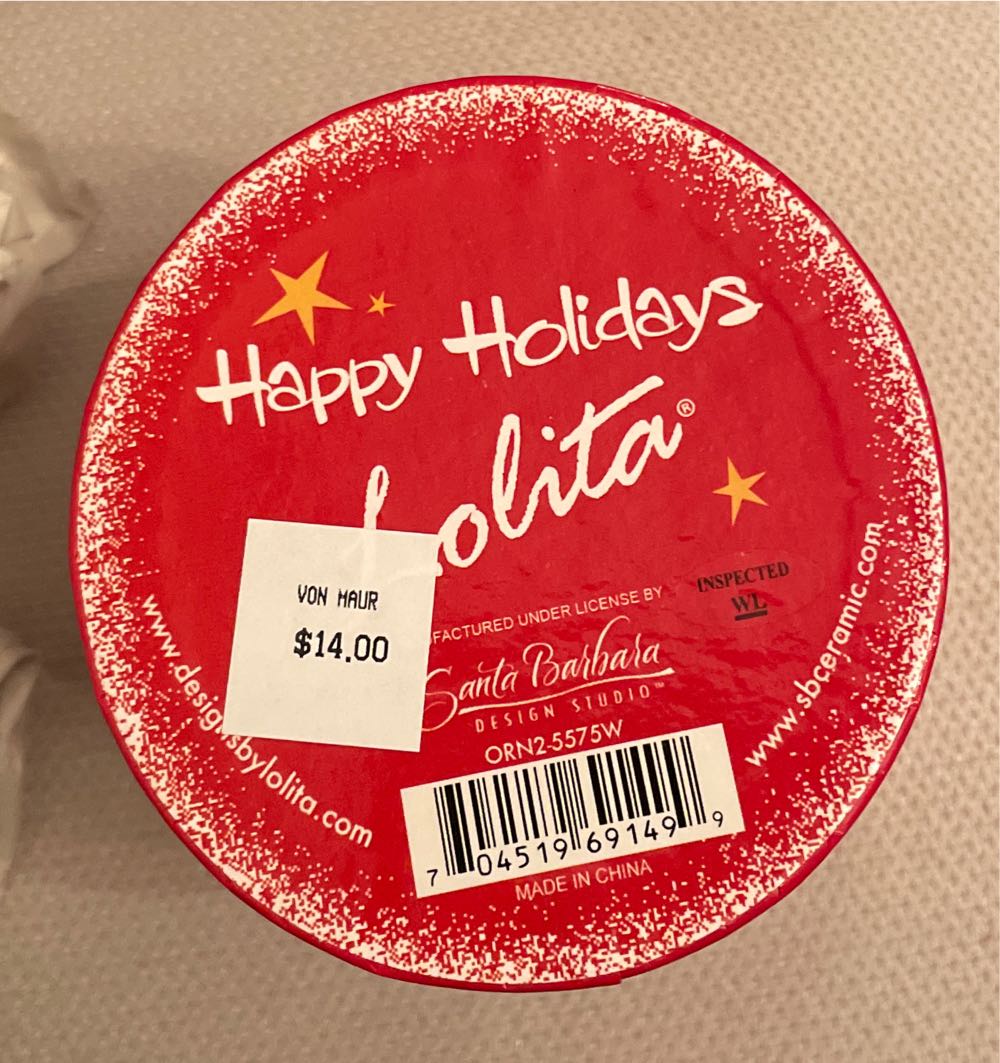 Happy Holidays
Lolita®
VON MAUR
$14.00
FACTURED UNDER LICENSE BY
INSPECTED
WL
Santa Barbara
DESIGN STUDIO™
ORN2-5575W
7 04519 69149 9
MADE IN CHINA
www.designsbylolita.com
www.sbceramic.com